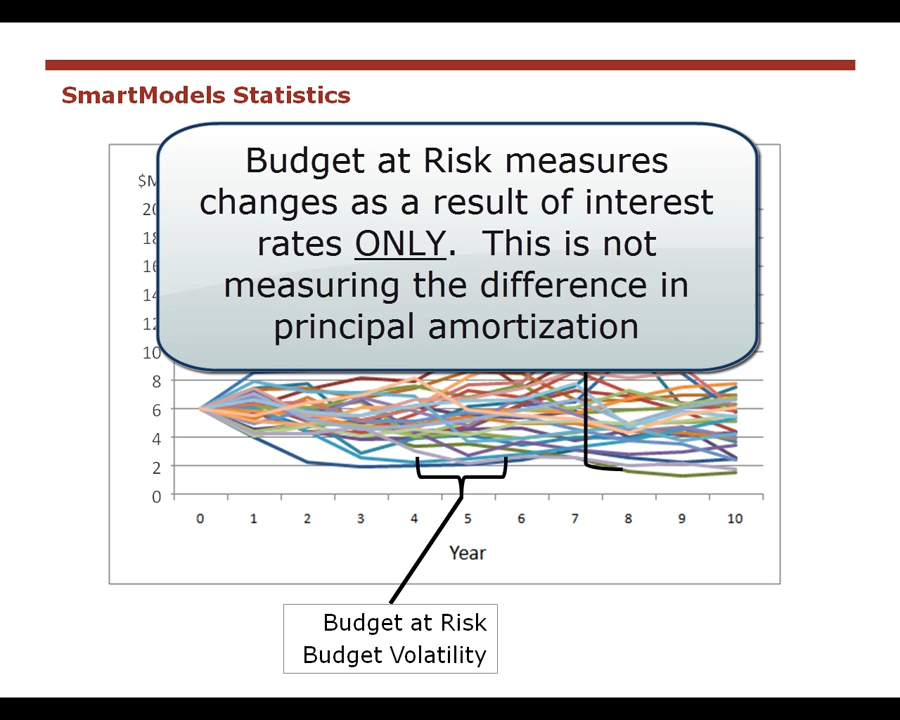 SmartModels Statistics
Budget at Risk measures
changes as a result of interest
rates ONLY.  This is not
measuring the difference in
principal amortization
10
8
6
4
2
0
0 1 2 3 4 5 6 7 8 9 10
Year
Budget at Risk
Budget Volatility